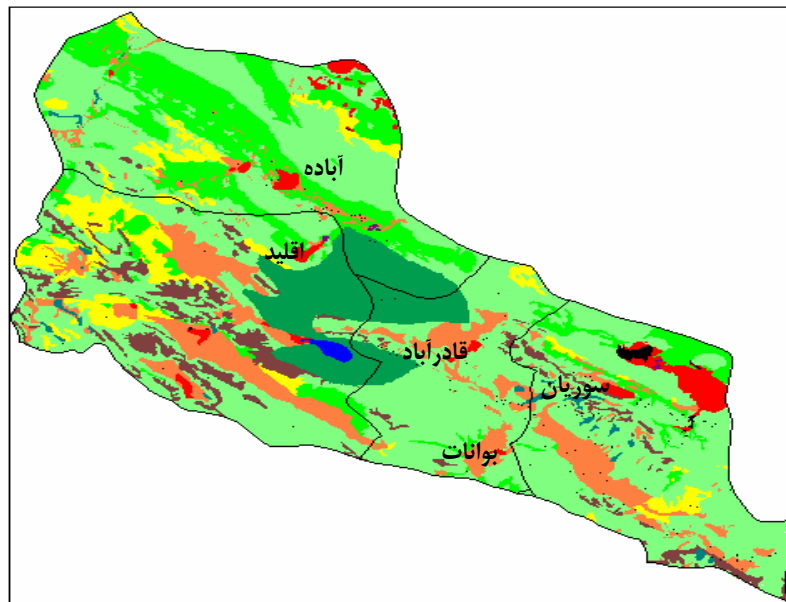 آباده
اقلید
قادرآباد
سوریان
بوانات